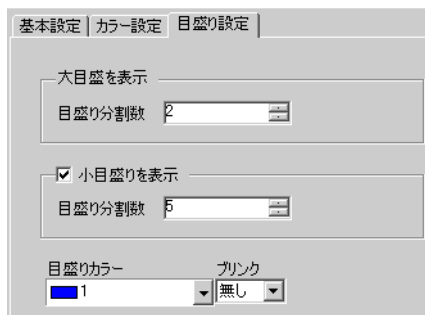 基本設定 カラー設定 目盛り設定
大目盛を表示
目盛り分割数 2
小目盛りを表示
目盛り分割数 5
目盛りカラー ブリンク
1 無し